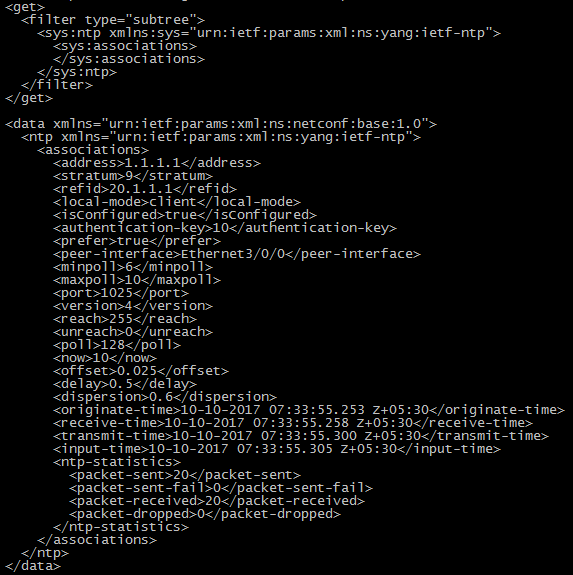 <get>
  <filter type="subtree">
    <sys:ntp xmlns:sys="urn:ietf:params:xml:ns:yang:ietf-ntp">
      <sys:associations>
      </sys:associations>
    </sys:ntp>
  </filter>
</get>

<data xmlns="urn:ietf:params:xml:ns:netconf:base:1.0">
  <ntp xmlns="urn:ietf:params:xml:ns:yang:ietf-ntp">
    <associations>
      <address>1.1.1.1</address>
      <stratum>9</stratum>
      <refid>20.1.1.1</refid>
      <local-mode>client</local-mode>
      <isConfigured>true</isConfigured>
      <authentication-key>10</authentication-key>
      <prefer>true</prefer>
      <peer-interface>Ethernet3/0/0</peer-interface>
      <minpoll>6</minpoll>
      <maxpoll>10</maxpoll>
      <port>1025</port>
      <version>4</version>
      <reach>255</reach>
      <unreach>0</unreach>
      <poll>128</poll>
      <now>10</now>
      <offset>0.025</offset>
      <delay>0.5</delay>
      <dispersion>0.6</dispersion>
      <originate-time>10-10-2017 07:33:55.253 Z+05:30</originate-time>
      <receive-time>10-10-2017 07:33:55.258 Z+05:30</receive-time>
      <transmit-time>10-10-2017 07:33:55.300 Z+05:30</transmit-time>
      <input-time>10-10-2017 07:33:55.305 Z+05:30</input-time>
      <ntp-statistics>
        <packet-sent>20</packet-sent>
        <packet-sent-fail>0</packet-sent-fail>
        <packet-received>20</packet-received>
        <packet-dropped>0</packet-dropped>
      </ntp-statistics>
    </associations>
  </ntp>
</data>